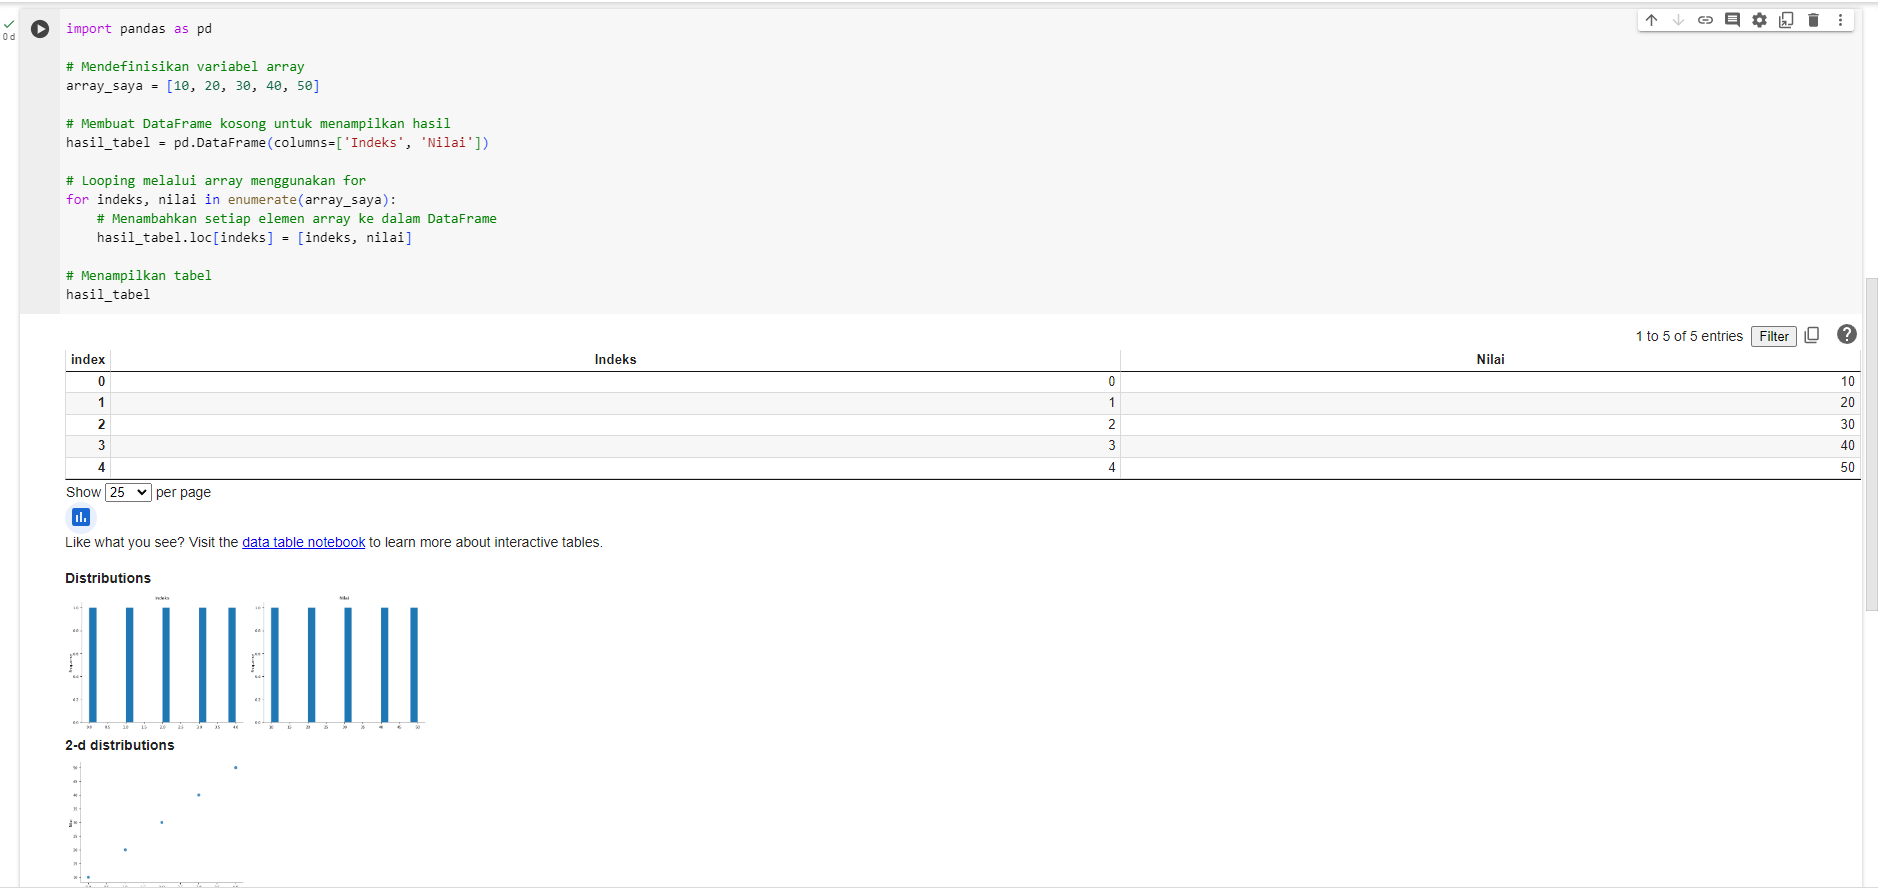 0 d
import pandas as pd
# Mendefinisikan variabel array
array_saya = [10, 20, 30, 40, 50]
# Membuat DataFrame kosong untuk menampilkan hasil
hasil_tabel = pd.DataFrame(columns=['Indeks', 'Nilai'])
# Looping melalui array menggunakan for
for indeks, nilai in enumerate(array_saya):
    # Menambahkan setiap elemen array ke dalam DataFrame
    hasil_tabel.loc[indeks] = [indeks, nilai]
# Menampilkan tabel
hasil_tabel
1 to 5 of 5 entries Filter ?
index Indeks Nilai
0 0 10
1 1 20
2 2 30
3 3 40
4 4 50
Show 25 per page
Like what you see? Visit the data table notebook to learn more about interactive tables.
Distributions
Indeks Nilai
2-d distributions